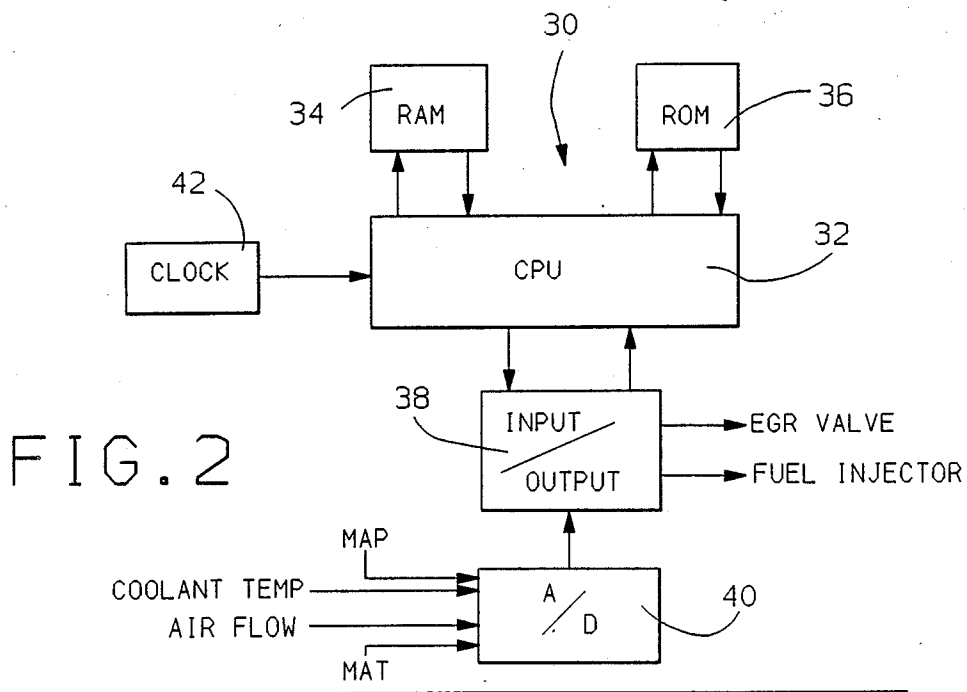 30
34
RAM
ROM
36
42
CLOCK
CPU
32
38
INPUT
OUTPUT
EGR VALVE
FUEL INJECTOR
FIG.2
MAP
COOLANT TEMP
AIR FLOW
MAT
A
D
40